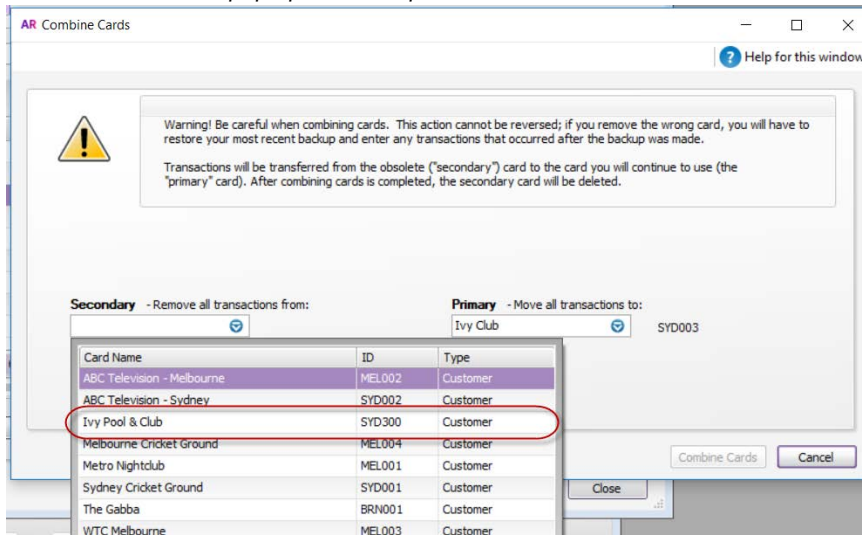 AR Combine Cards
Help for this window
Warning! Be careful when combining cards. This action cannot be reversed; if you remove the wrong card, you will have to
restore your most recent backup and enter any transactions that occurred after the backup was made.
Transactions will be transferred from the obsolete ("secondary") card to the card you will continue to use (the
"primary" card). After combining cards is completed, the secondary card will be deleted.
Secondary - Remove all transactions from:
Primary - Move all transactions to:
Ivy Club SYD003
Card Name ID Type
ABC Television - Melbourne MEL002 Customer
ABC Television - Sydney SYD002 Customer
Ivy Pool & Club SYD300 Customer
Melbourne Cricket Ground MEL004 Customer
Metro Nightclub MEL001 Customer
Sydney Cricket Ground SYD001 Customer
The Gabba BRN001 Customer
WTC Melbourne MEL003 Customer
Combine Cards Cancel
Close